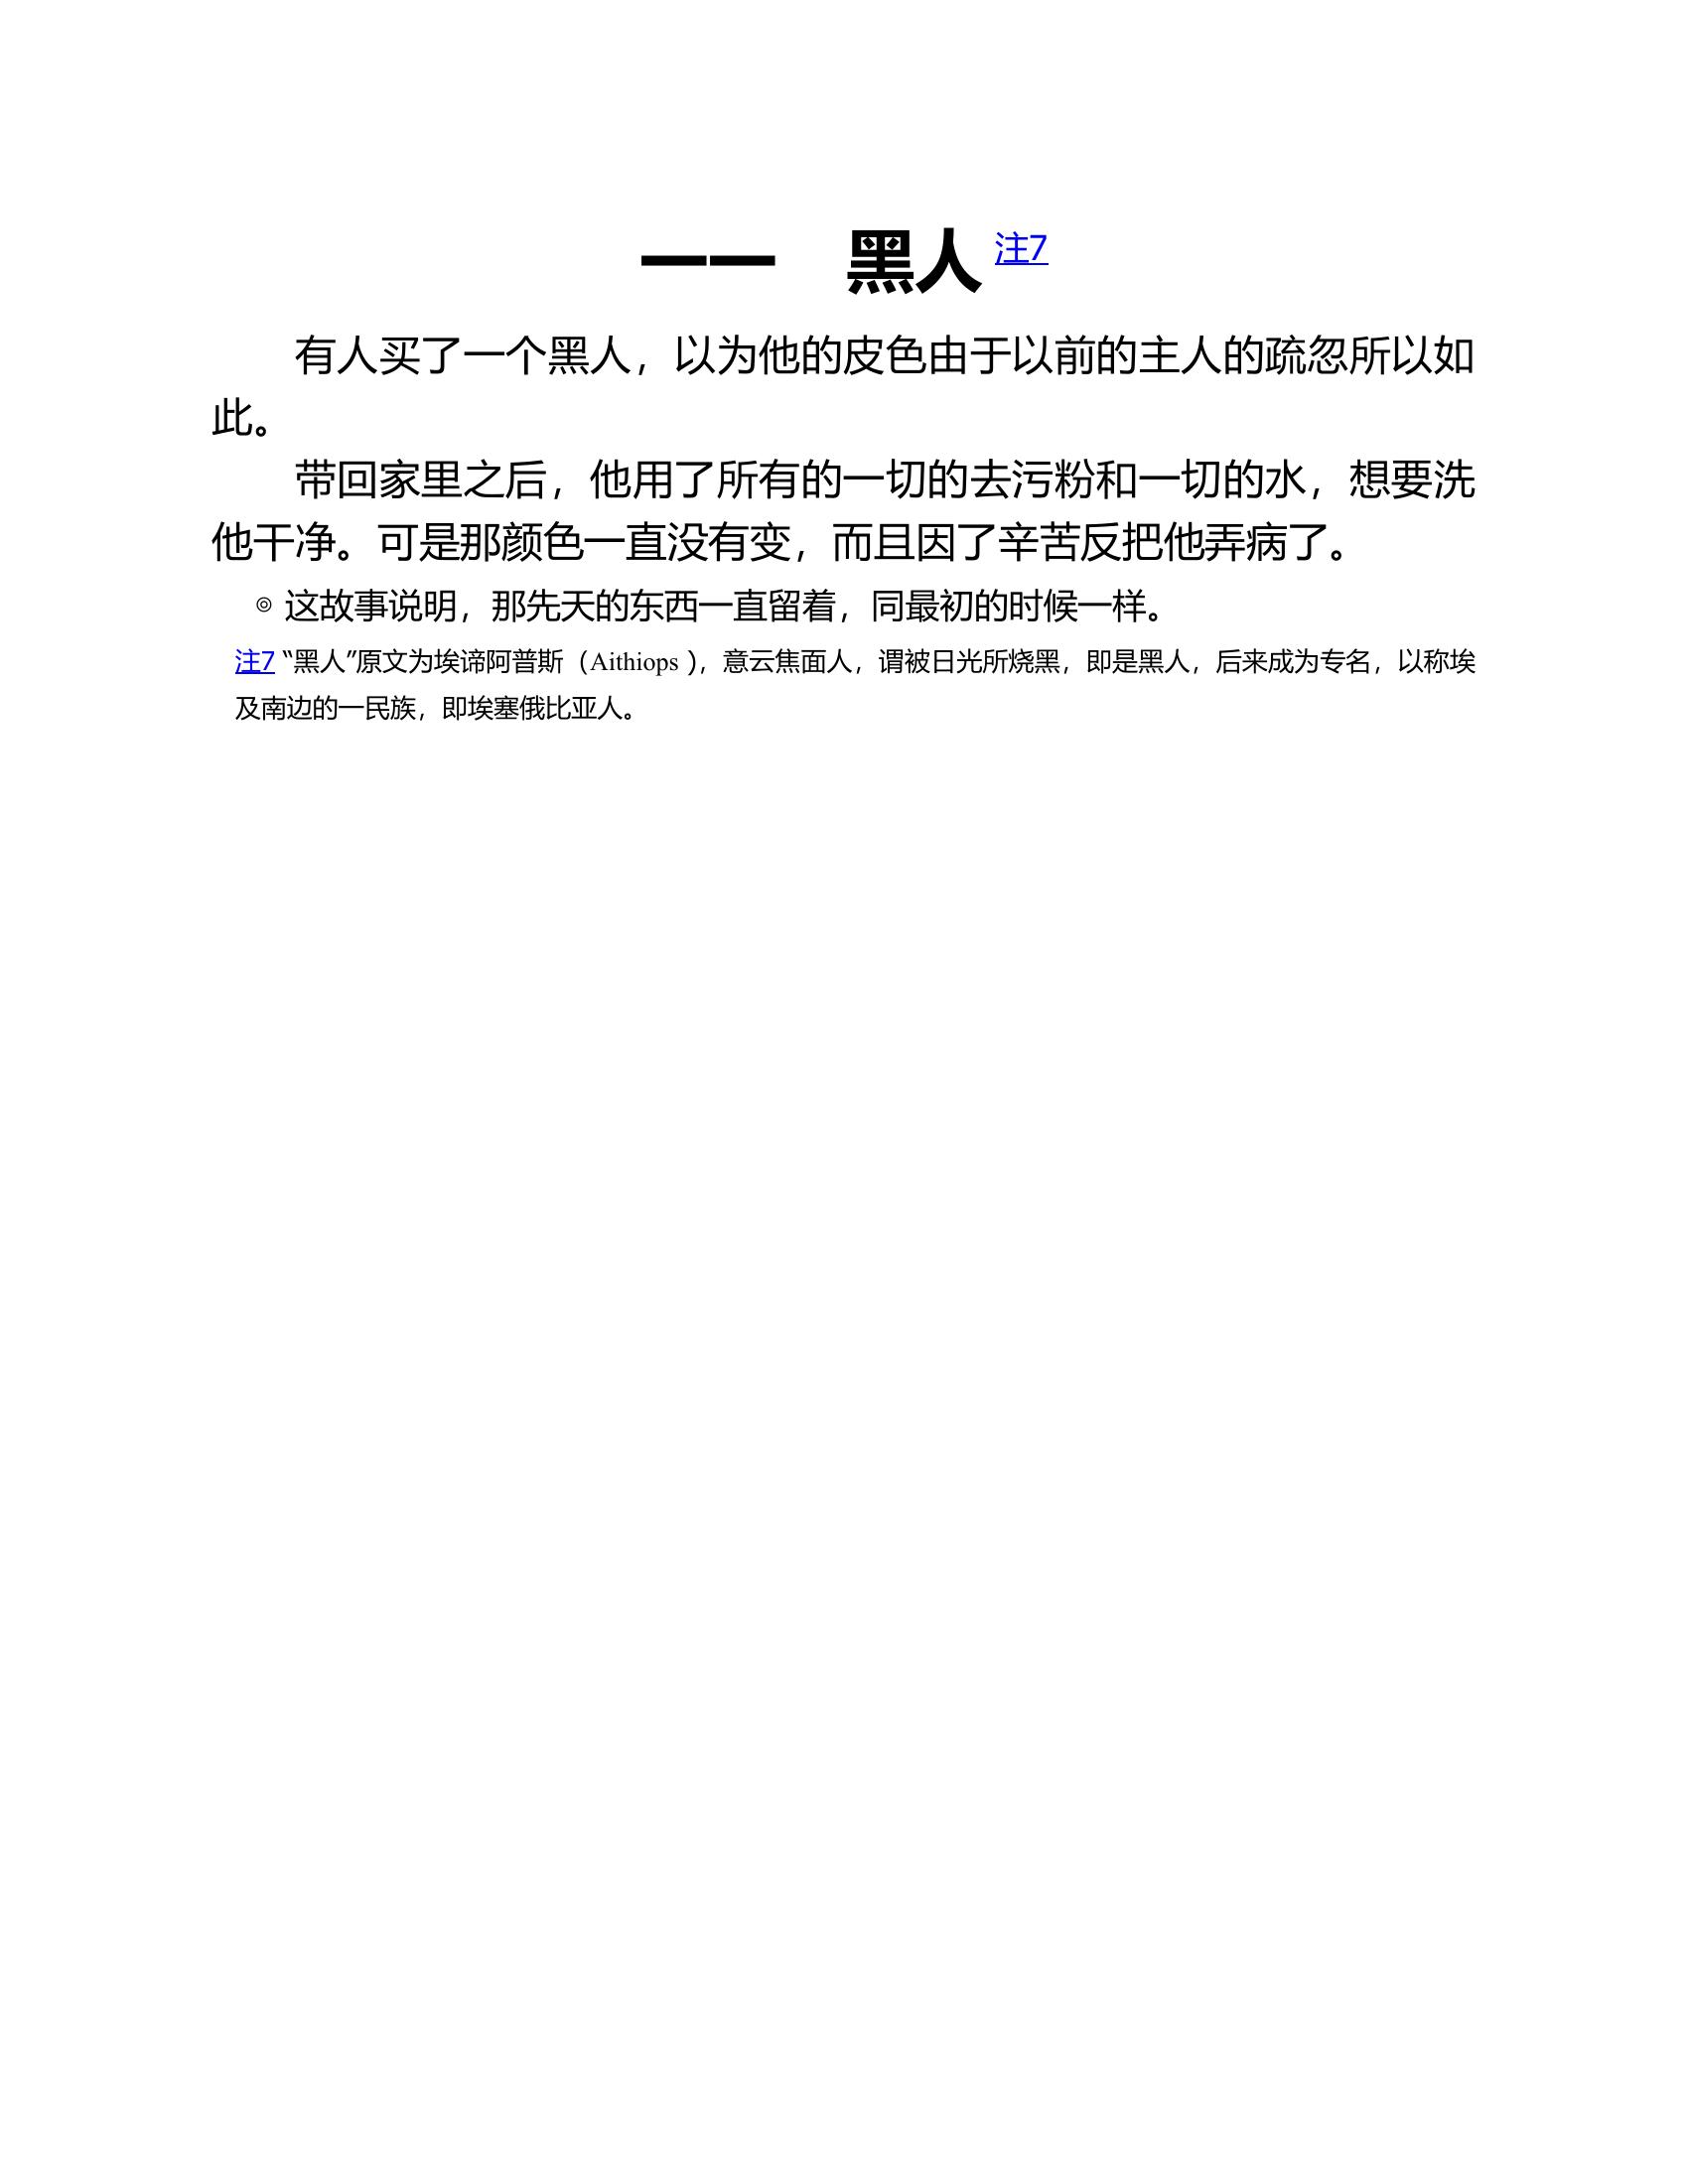 一一　黑人 注7
有人买了一个黑人，以为他的皮色由于以前的主人的疏忽所以如
此。
带回家里之后，他用了所有的一切的去污粉和一切的水，想要洗
他干净。可是那颜色一直没有变，而且因了辛苦反把他弄病了。
◎ 这故事说明，那先天的东西一直留着，同最初的时候一样。
注7 “黑人”原文为埃谛阿普斯（Aithiops ），意云焦面人，谓被日光所烧黑，即是黑人，后来成为专名，以称埃
及南边的一民族，即埃塞俄比亚人。